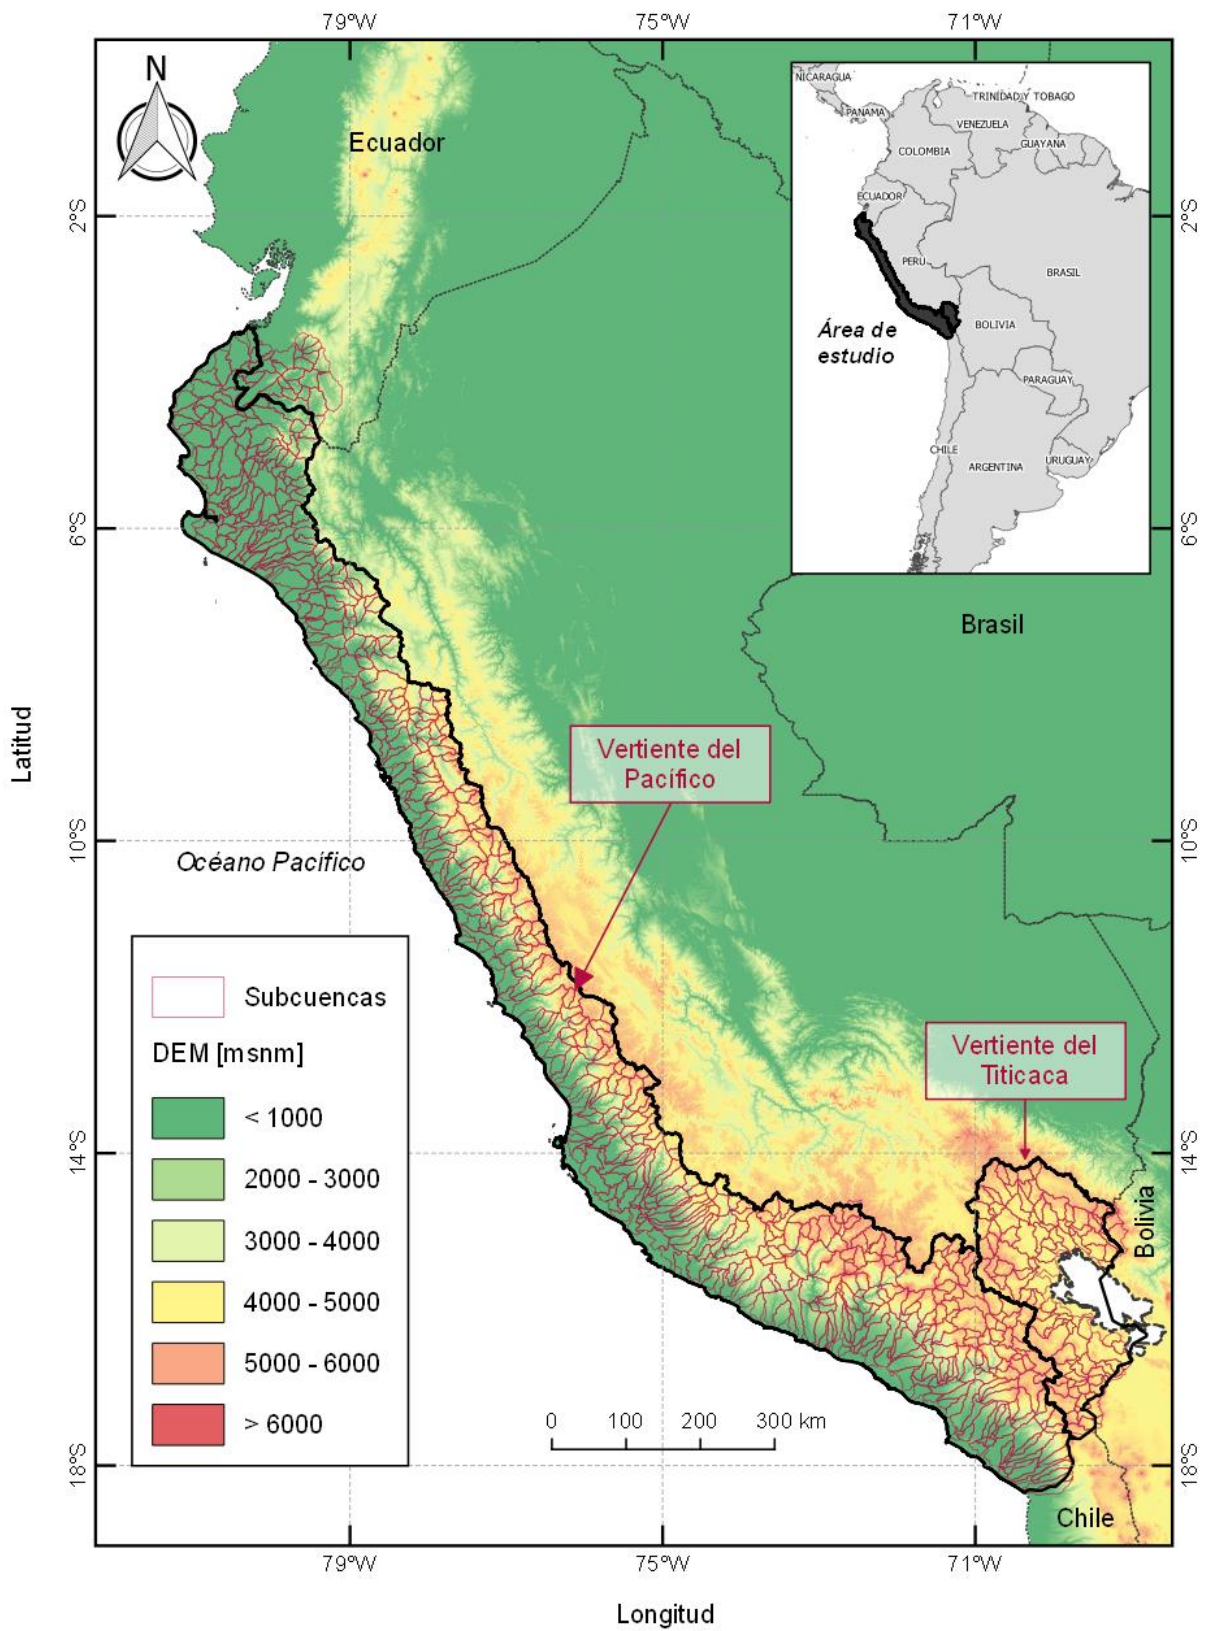 79°W
75°W
71°W
N
Ecuador
NICARAGUA
TRINIDAD Y TOBAGO
PANAMA
VENEZUELA
GUAYANA
COLOMBIA
ECUADOR
PERU
BRASIL
Área de
estudio
BOLIVIA
PARAGUAY
CHILE
ARGENTINA
URUGUAY
2°S
2°S
6°S
6°S
Brasil
Latitud
Vertiente del
Pacífico
10°S
10°S
Océano Pacífico
Subcuencas
DEM [msnm]
< 1000
2000 - 3000
3000 - 4000
4000 - 5000
5000 - 6000
> 6000
Vertiente del
Titicaca
14°S
14°S
Bolivia
0 100 200 300 km
18°S
18°S
Chile
79°W
75°W
71°W
Longitud